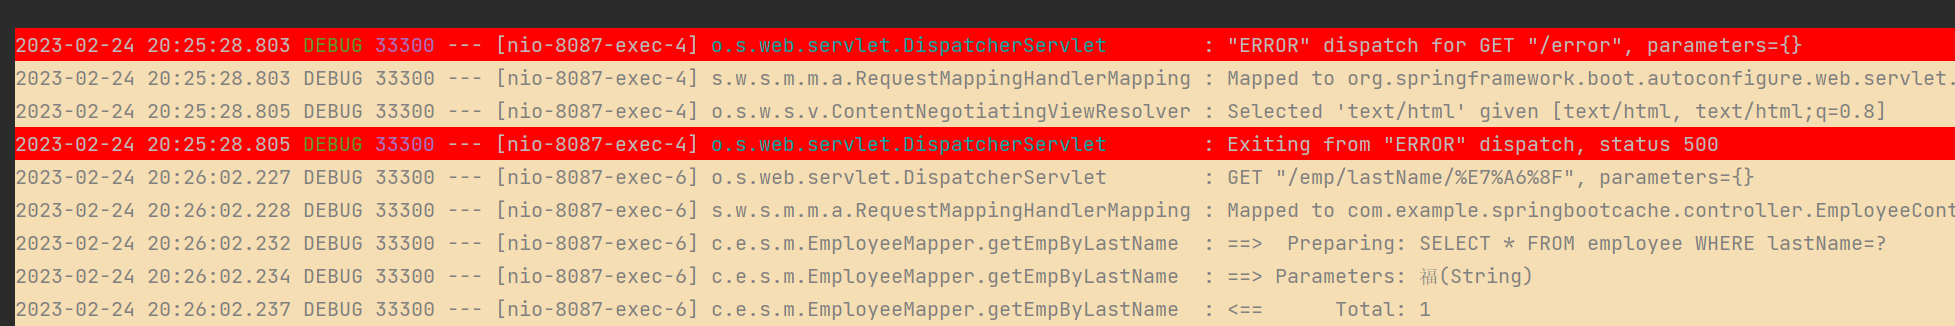 2023-02-24 20:25:28.803 DEBUG 33300 --- [nio-8087-exec-4] o.s.web.servlet.DispatcherServlet        : "ERROR" dispatch for GET "/error", parameters={}
2023-02-24 20:25:28.803 DEBUG 33300 --- [nio-8087-exec-4] s.w.s.m.m.a.RequestMappingHandlerMapping : Mapped to org.springframework.boot.autoconfigure.web.servlet.
2023-02-24 20:25:28.805 DEBUG 33300 --- [nio-8087-exec-4] o.s.w.s.v.ContentNegotiatingViewResolver : Selected 'text/html' given [text/html, text/html;q=0.8]
2023-02-24 20:25:28.805 DEBUG 33300 --- [nio-8087-exec-4] o.s.web.servlet.DispatcherServlet        : Exiting from "ERROR" dispatch, status 500
2023-02-24 20:26:02.227 DEBUG 33300 --- [nio-8087-exec-6] o.s.web.servlet.DispatcherServlet        : GET "/emp/lastName/%E7%A6%8F", parameters={}
2023-02-24 20:26:02.228 DEBUG 33300 --- [nio-8087-exec-6] s.w.s.m.m.a.RequestMappingHandlerMapping : Mapped to com.example.springbootcache.controller.EmployeeCont
2023-02-24 20:26:02.232 DEBUG 33300 --- [nio-8087-exec-6] c.e.s.m.EmployeeMapper.getEmpByLastName  : ==>  Preparing: SELECT * FROM employee WHERE lastName=?
2023-02-24 20:26:02.234 DEBUG 33300 --- [nio-8087-exec-6] c.e.s.m.EmployeeMapper.getEmpByLastName  : ==> Parameters: 福(String)
2023-02-24 20:26:02.237 DEBUG 33300 --- [nio-8087-exec-6] c.e.s.m.EmployeeMapper.getEmpByLastName  : <==      Total: 1